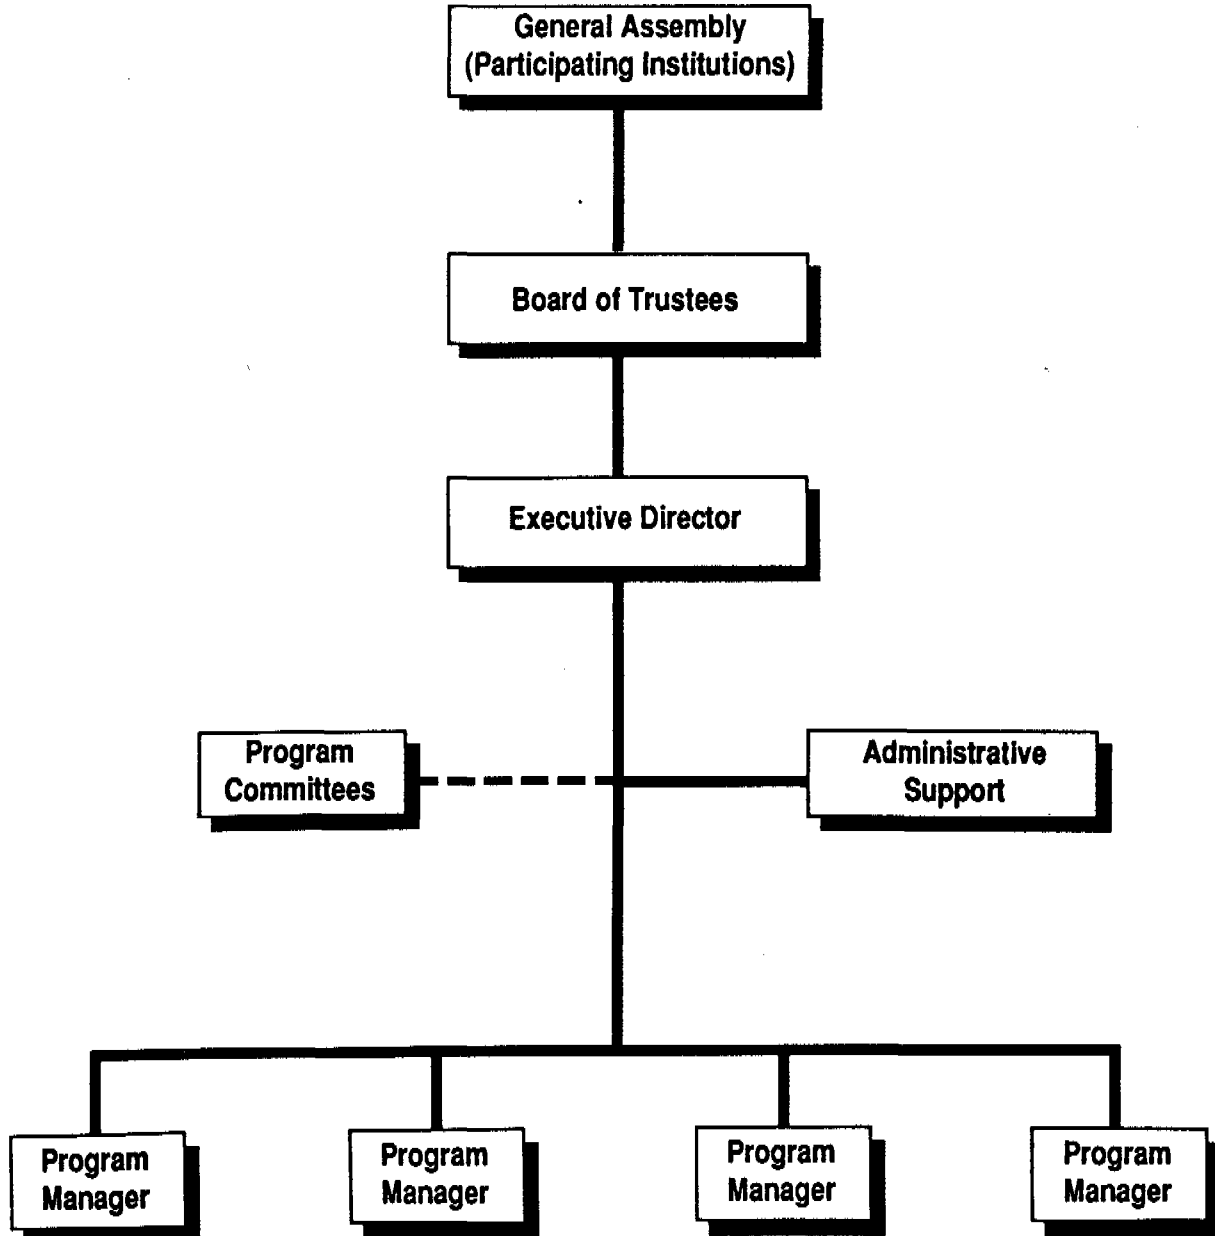 General Assembly
(Participating Institutions)
Board of Trustees
Executive Director
Program
Committees
Administrative
Support
Program
Manager
Program
Manager
Program
Manager
Program
Manager